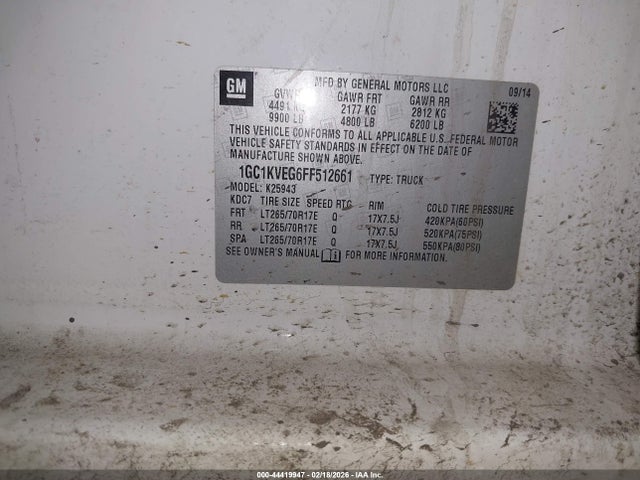 GM
MFD BY GENERAL MOTORS LLC
09/14
GVWR GAWR FRT GAWR RR
4491 KG 2177 KG 2812 KG
9900 LB 4800 LB 6200 LB
THIS VEHICLE CONFORMS TO ALL APPLICABLE U.S. FEDERAL MOTOR
VEHICLE SAFETY STANDARDS IN EFFECT ON THE DATE OF
MANUFACTURE SHOWN ABOVE.
1GC1KVEG6FF512661 TYPE: TRUCK
MODEL: K25943
KDC7 TIRE SIZE SPEED RTG RIM COLD TIRE PRESSURE
FRT LT265/70R17E Q 17X7.5J 420KPA(60PSI)
RR LT265/70R17E Q 17X7.5J 520KPA(75PSI)
SPA LT265/70R17E Q 17X7.5J 550KPA(80PSI)
SEE OWNER'S MANUAL FOR MORE INFORMATION.
000-44419947 - 02/18/2026 - IAA Inc.